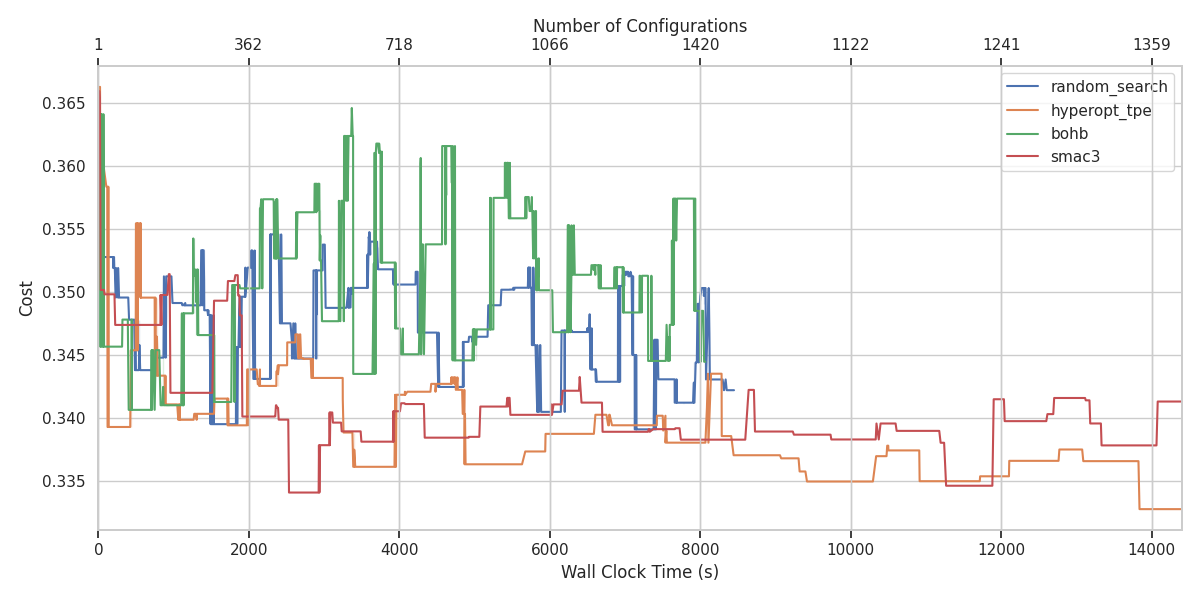 Number of Configurations
1 362 718 1066 1420 1122 1241 1359
random_search
hyperopt_tpe
bohb
smac3
0.365
0.360
0.355
0.350
0.345
0.340
0.335
Cost
0 2000 4000 6000 8000 10000 12000 14000
Wall Clock Time (s)